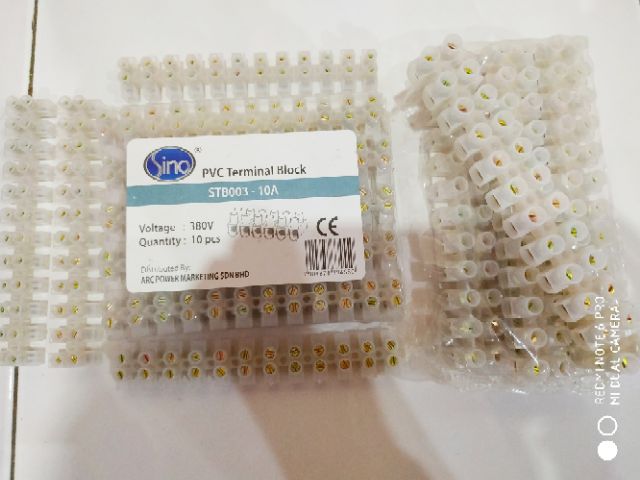 Sino®
PVC Terminal Block
STB003 - 10A
Voltage : 380V
Quantity : 10 pcs
CE
Distributed By:
ARC POWER MARKETING SDN BHD
REDMI NOTE 6 PRO
MI DUAL CAMERA